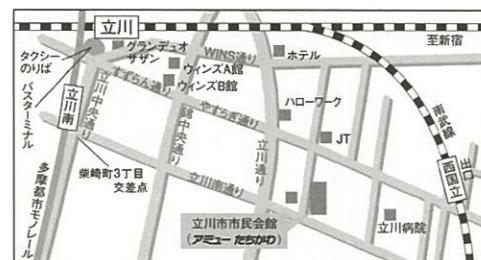 立川
至新宿
グランデュオ
サザン
WINS通り
ホテル
タクシー
のりば
バスターミナル
ウィンズA館
ウィンズB館
すずらん通り
やすらぎ通り
ハローワーク
南武線
立川南
立川中央通り
錦中央通り
立川通り
JT
出口
西国立
柴崎町3丁目
交差点
立川南通り
多摩都市モノレール
立川市市民会館
(アミュー たちかわ)
立川病院